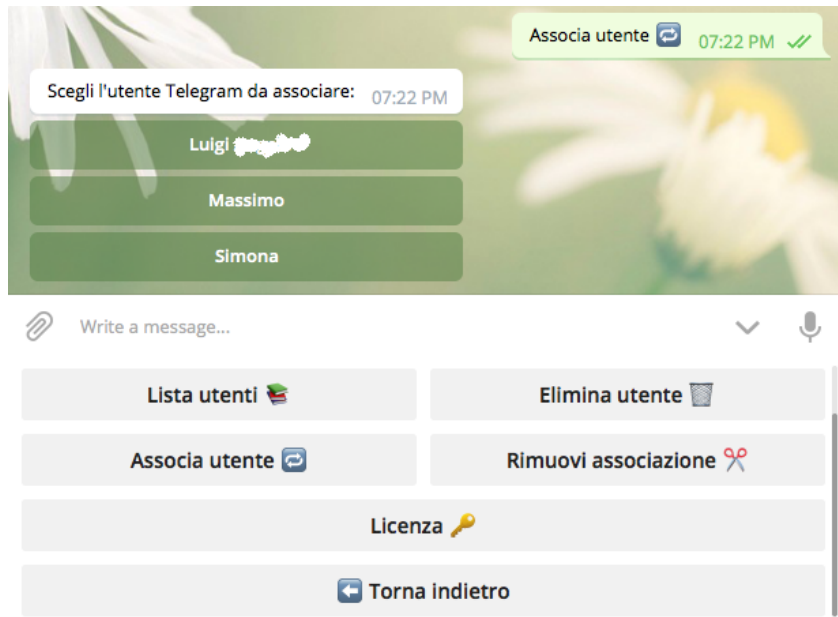 Associa utente 🔁 07:22 PM
Scegli l'utente Telegram da associare: 07:22 PM
Luigi
Massimo
Simona
Write a message...
Lista utenti 📚
Elimina utente 🗑
Associa utente 🔁
Rimuovi associazione ✂
Licenza 🔑
⬅ Torna indietro